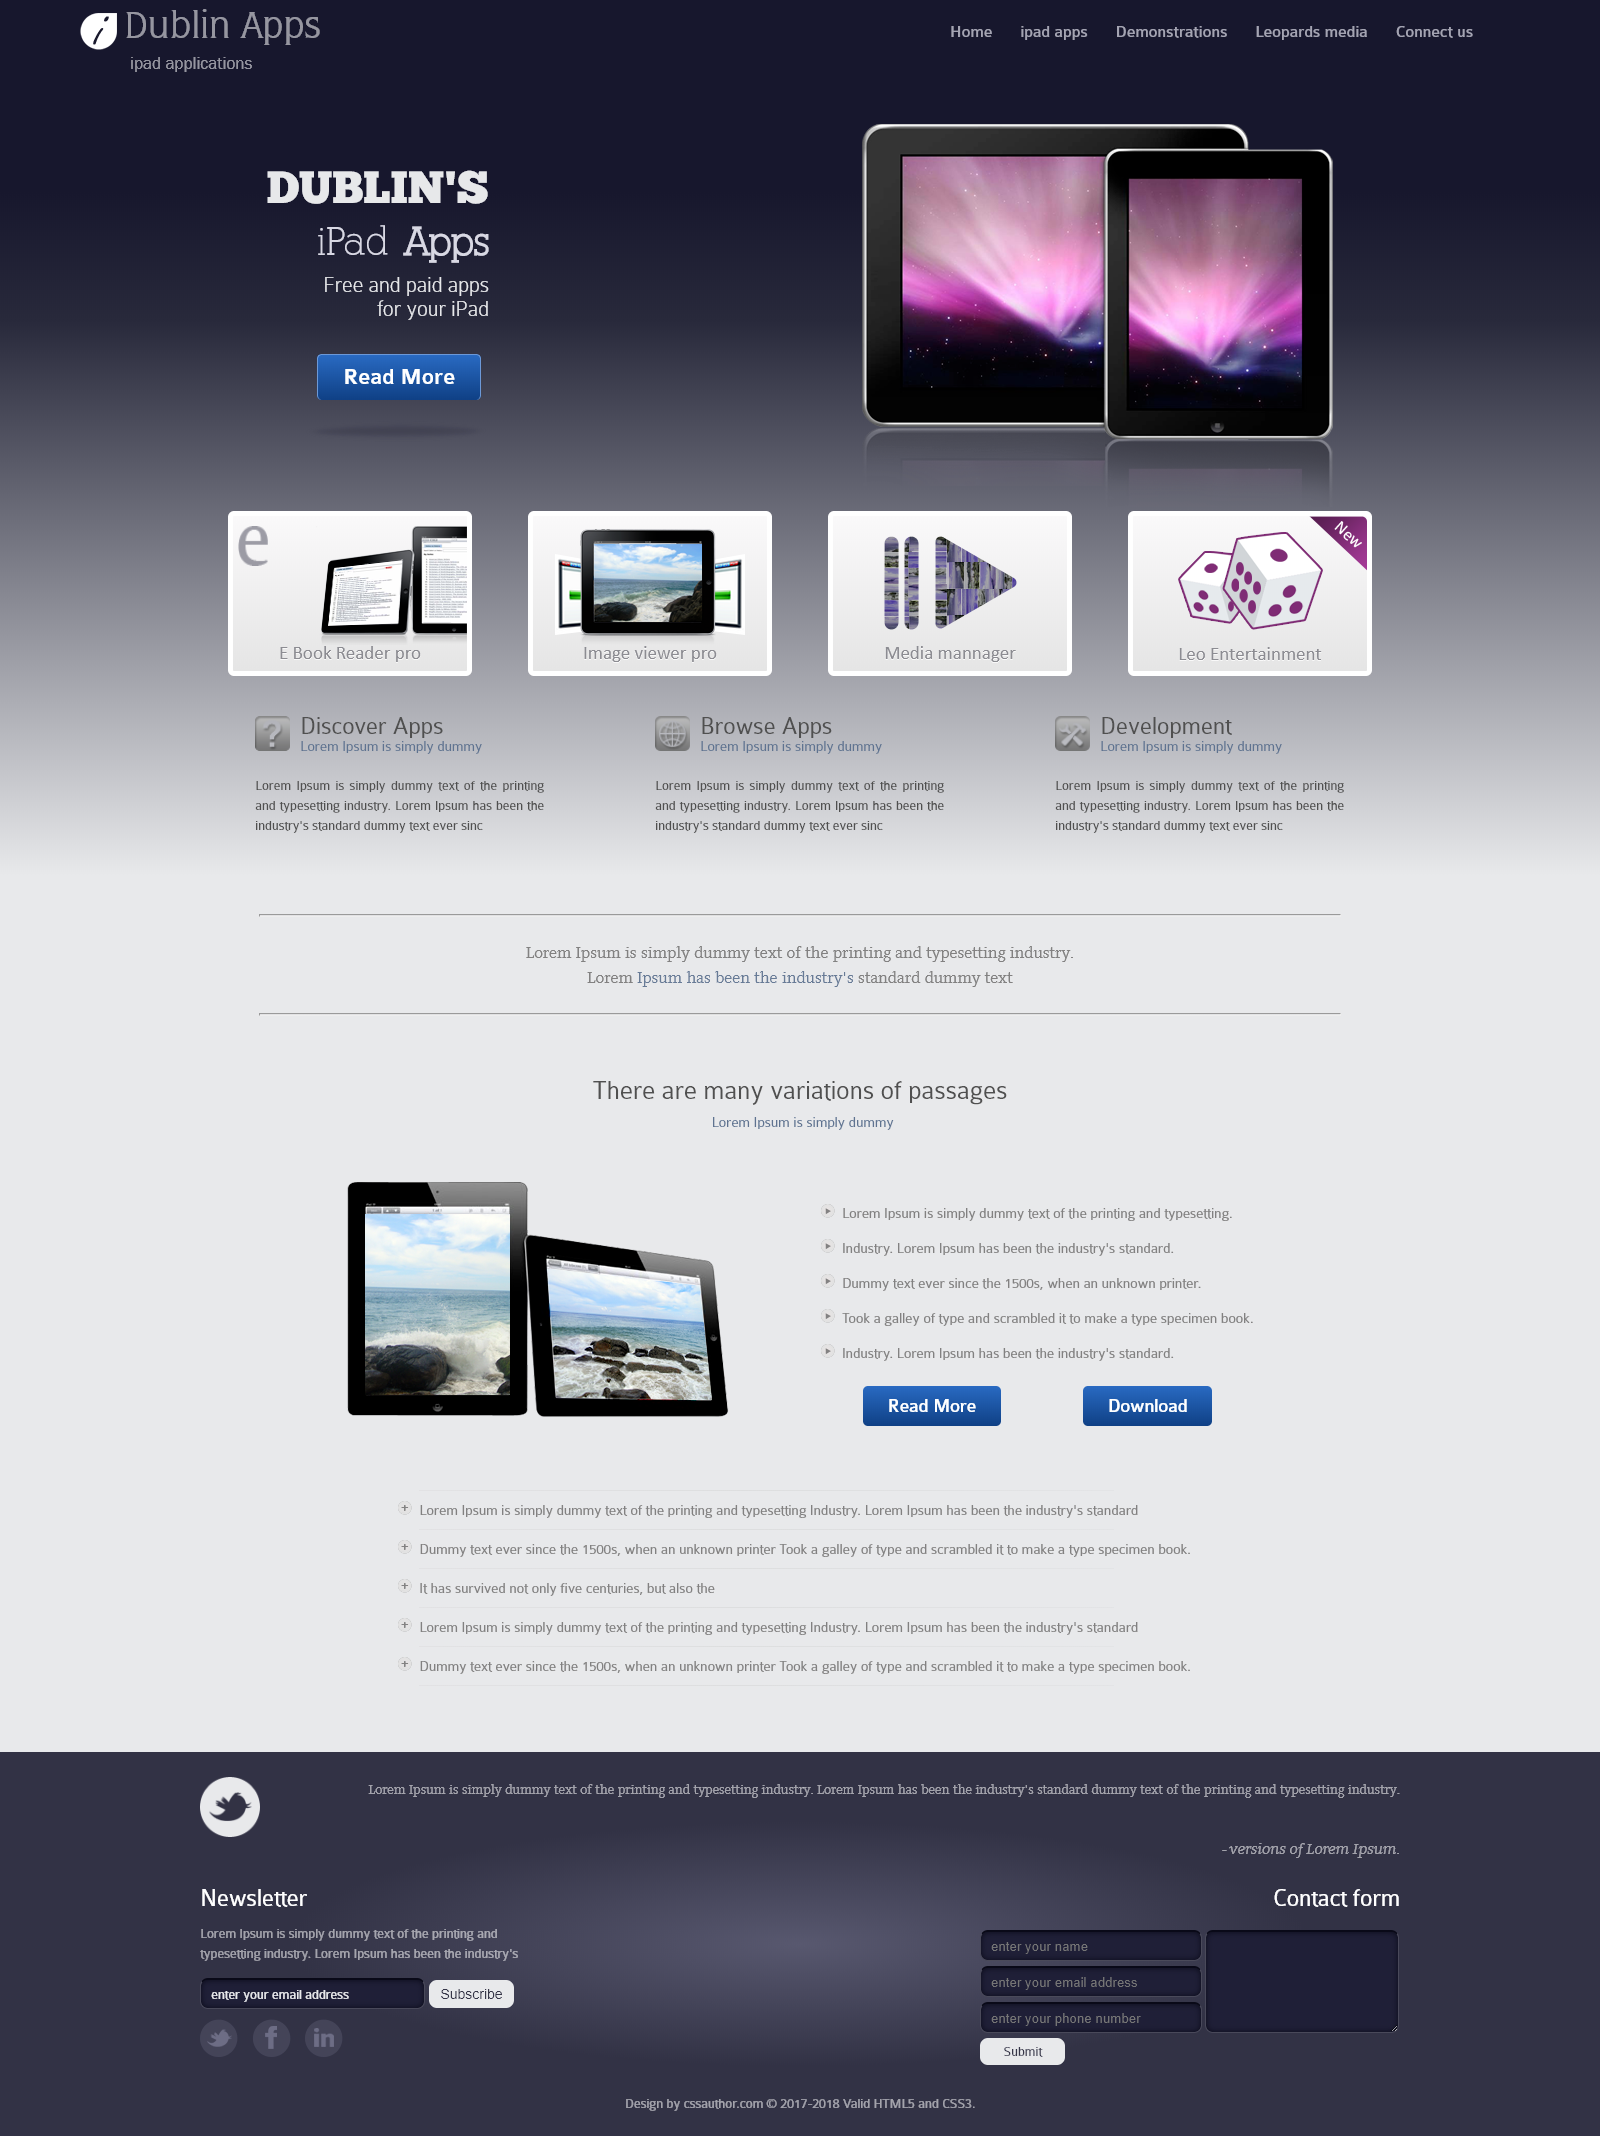 Dublin Apps
ipad applications
Home ipad apps Demonstrations Leopards media Connect us
DUBLIN'S
iPad Apps
Free and paid apps
for your iPad
Read More
e
E Book Reader pro
Image viewer pro
Media mannager
New
Leo Entertainment
Discover Apps
Lorem Ipsum is simply dummy
Lorem Ipsum is simply dummy text of the printing
and typesetting industry. Lorem Ipsum has been the
industry's standard dummy text ever sinc
Browse Apps
Lorem Ipsum is simply dummy
Lorem Ipsum is simply dummy text of the printing
and typesetting industry. Lorem Ipsum has been the
industry's standard dummy text ever sinc
Development
Lorem Ipsum is simply dummy
Lorem Ipsum is simply dummy text of the printing
and typesetting industry. Lorem Ipsum has been the
industry's standard dummy text ever sinc
Lorem Ipsum is simply dummy text of the printing and typesetting industry.
Lorem Ipsum has been the industry's standard dummy text
There are many variations of passages
Lorem Ipsum is simply dummy
Lorem Ipsum is simply dummy text of the printing and typesetting.
Industry. Lorem Ipsum has been the industry's standard.
Dummy text ever since the 1500s, when an unknown printer.
Took a galley of type and scrambled it to make a type specimen book.
Industry. Lorem Ipsum has been the industry's standard.
Read More Download
Lorem Ipsum is simply dummy text of the printing and typesetting Industry. Lorem Ipsum has been the industry's standard
Dummy text ever since the 1500s, when an unknown printer Took a galley of type and scrambled it to make a type specimen book.
It has survived not only five centuries, but also the
Lorem Ipsum is simply dummy text of the printing and typesetting Industry. Lorem Ipsum has been the industry's standard
Dummy text ever since the 1500s, when an unknown printer Took a galley of type and scrambled it to make a type specimen book.
Lorem Ipsum is simply dummy text of the printing and typesetting industry. Lorem Ipsum has been the industry's standard dummy text of the printing and typesetting industry.
-versions of Lorem Ipsum.
Newsletter
Lorem Ipsum is simply dummy text of the printing and
typesetting industry. Lorem Ipsum has been the industry's
enter your email address Subscribe
Contact form
enter your name
enter your email address
enter your phone number
Submit
Design by cssauthor.com © 2017-2018 Valid HTML5 and CSS3.